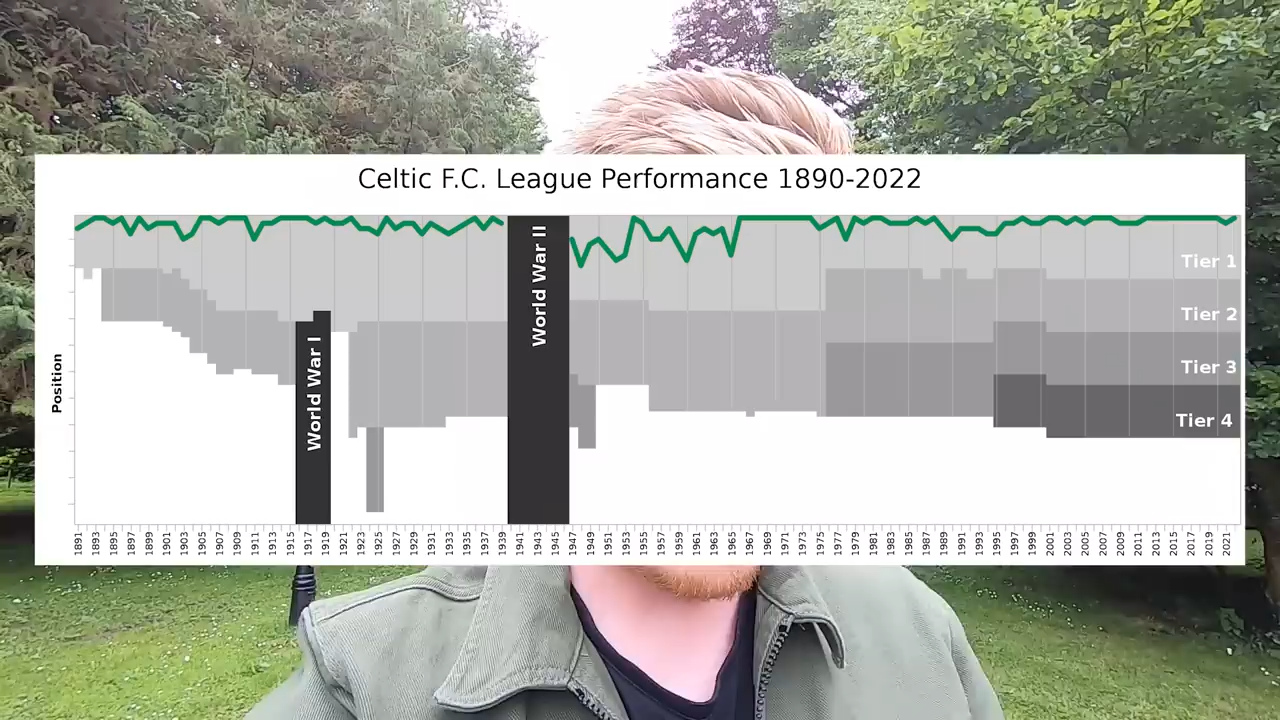 Celtic F.C. League Performance 1890-2022
World War II
Tier 1
Tier 2
World War I
Tier 3
Position
Tier 4
1891 1893 1895 1897 1899 1901 1903 1905 1907 1909 1911 1913 1915 1917 1919 1921 1923 1925 1927 1929 1931 1933 1935 1937 1939 1941 1943 1945 1947 1949 1951 1953 1955 1957 1959 1961 1963 1965 1967 1969 1971 1973 1975 1977 1979 1981 1983 1985 1987 1989 1991 1993 1995 1997 1999 2001 2003 2005 2007 2009 2011 2013 2015 2017 2019 2021